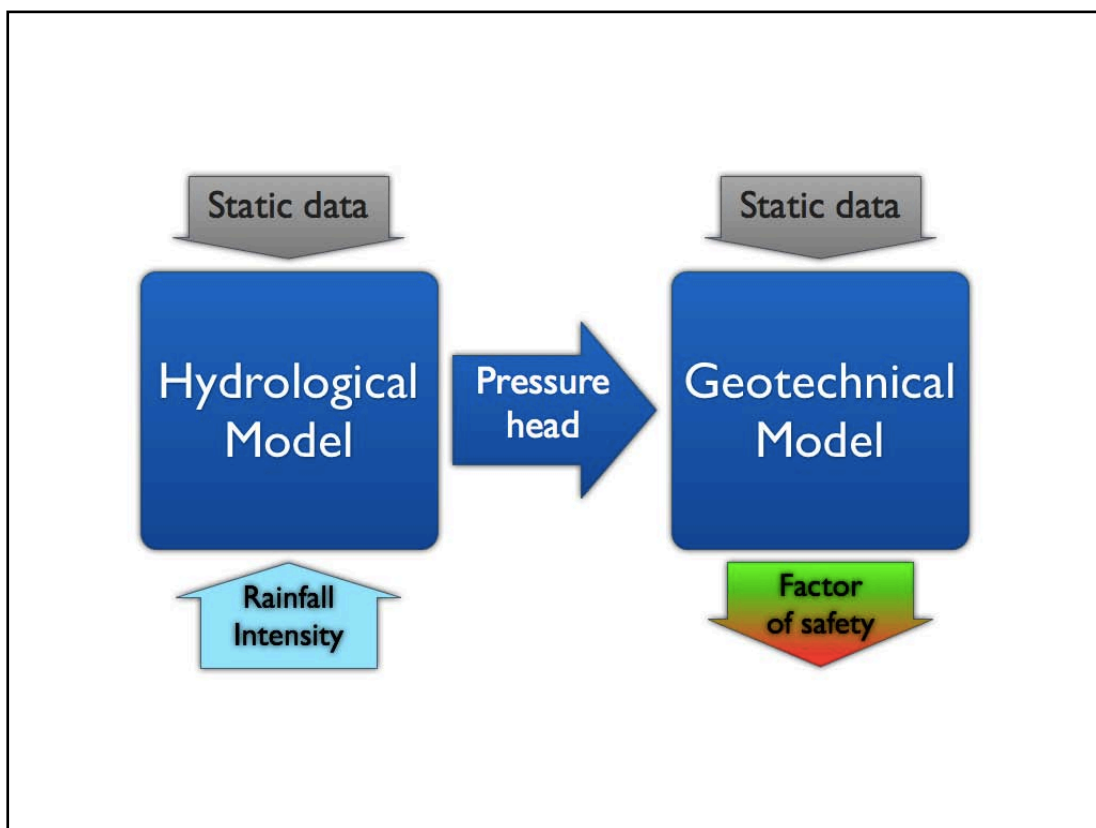 Static data
Static data
Hydrological
Model
Pressure
head
Geotechnical
Model
Rainfall
Intensity
Factor
of safety